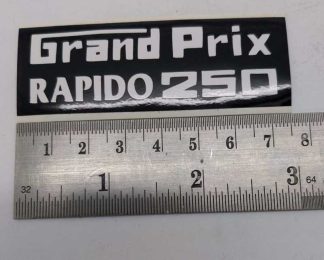 Grand Prix
RAPIDO 250
1 2 3 4 5 6 7 8
32 1 2 3 64